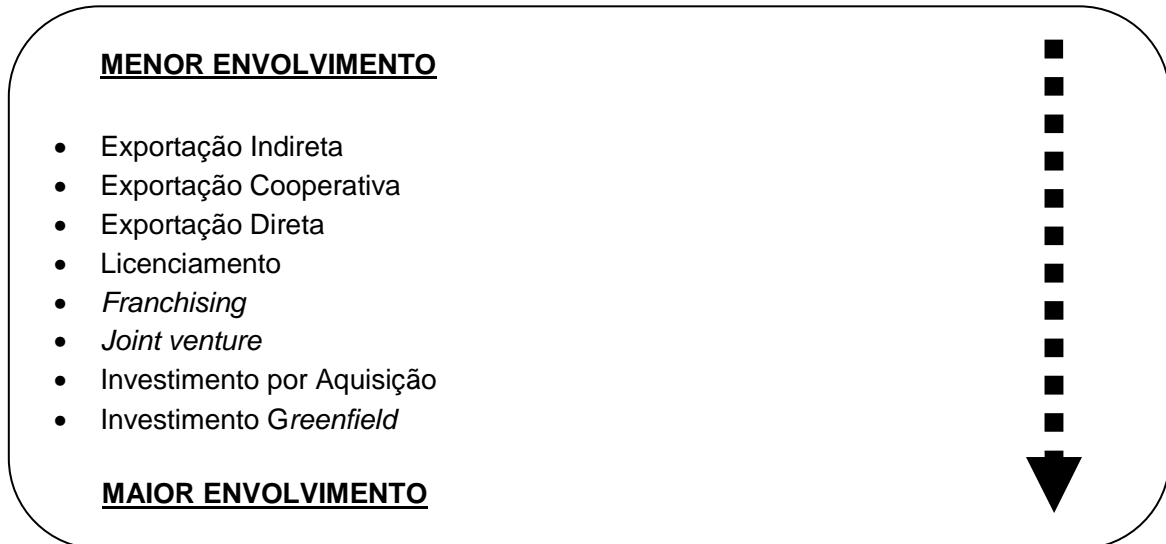 MENOR ENVOLVIMENTO
• Exportação Indireta
• Exportação Cooperativa
• Exportação Direta
• Licenciamento
• Franchising
• Joint venture
• Investimento por Aquisição
• Investimento Greenfield
MAIOR ENVOLVIMENTO